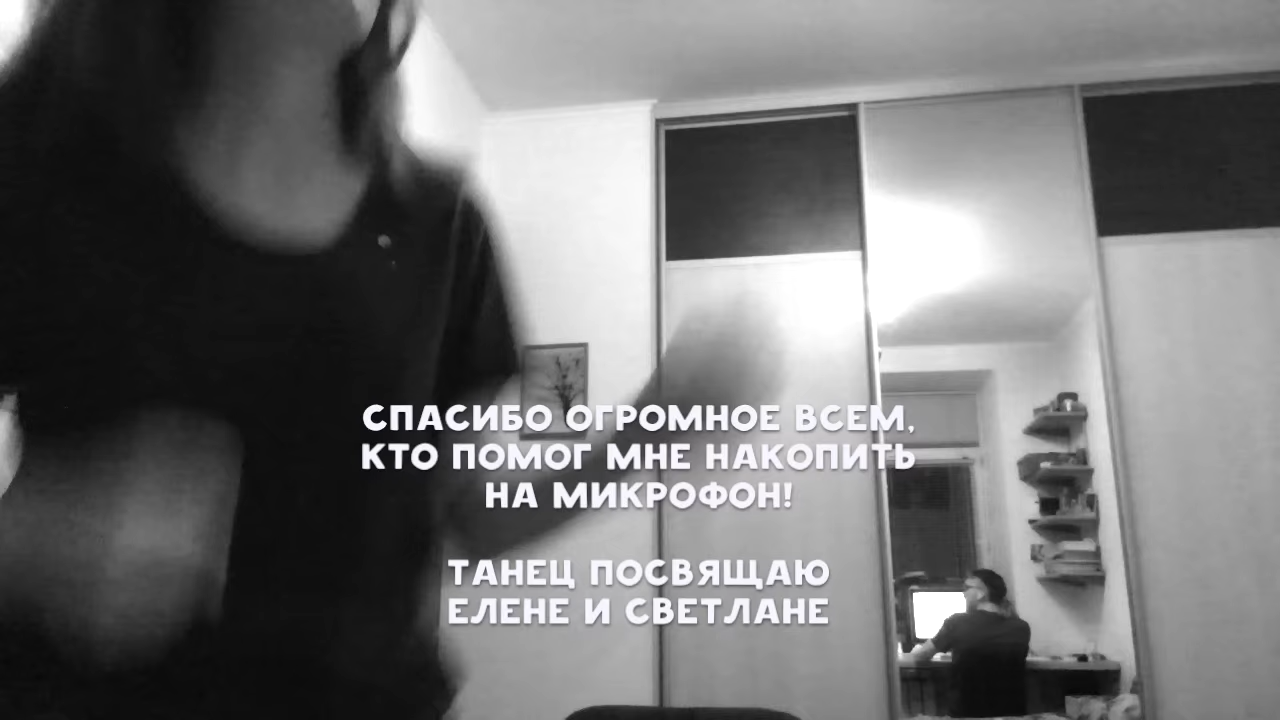 СПАСИБО ОГРОМНОЕ ВСЕМ,
КТО ПОМОГ МНЕ НАКОПИТЬ
НА МИКРОФОН!
ТАНЕЦ ПОСВЯЩАЮ
ЕЛЕНЕ И СВЕТЛАНЕ